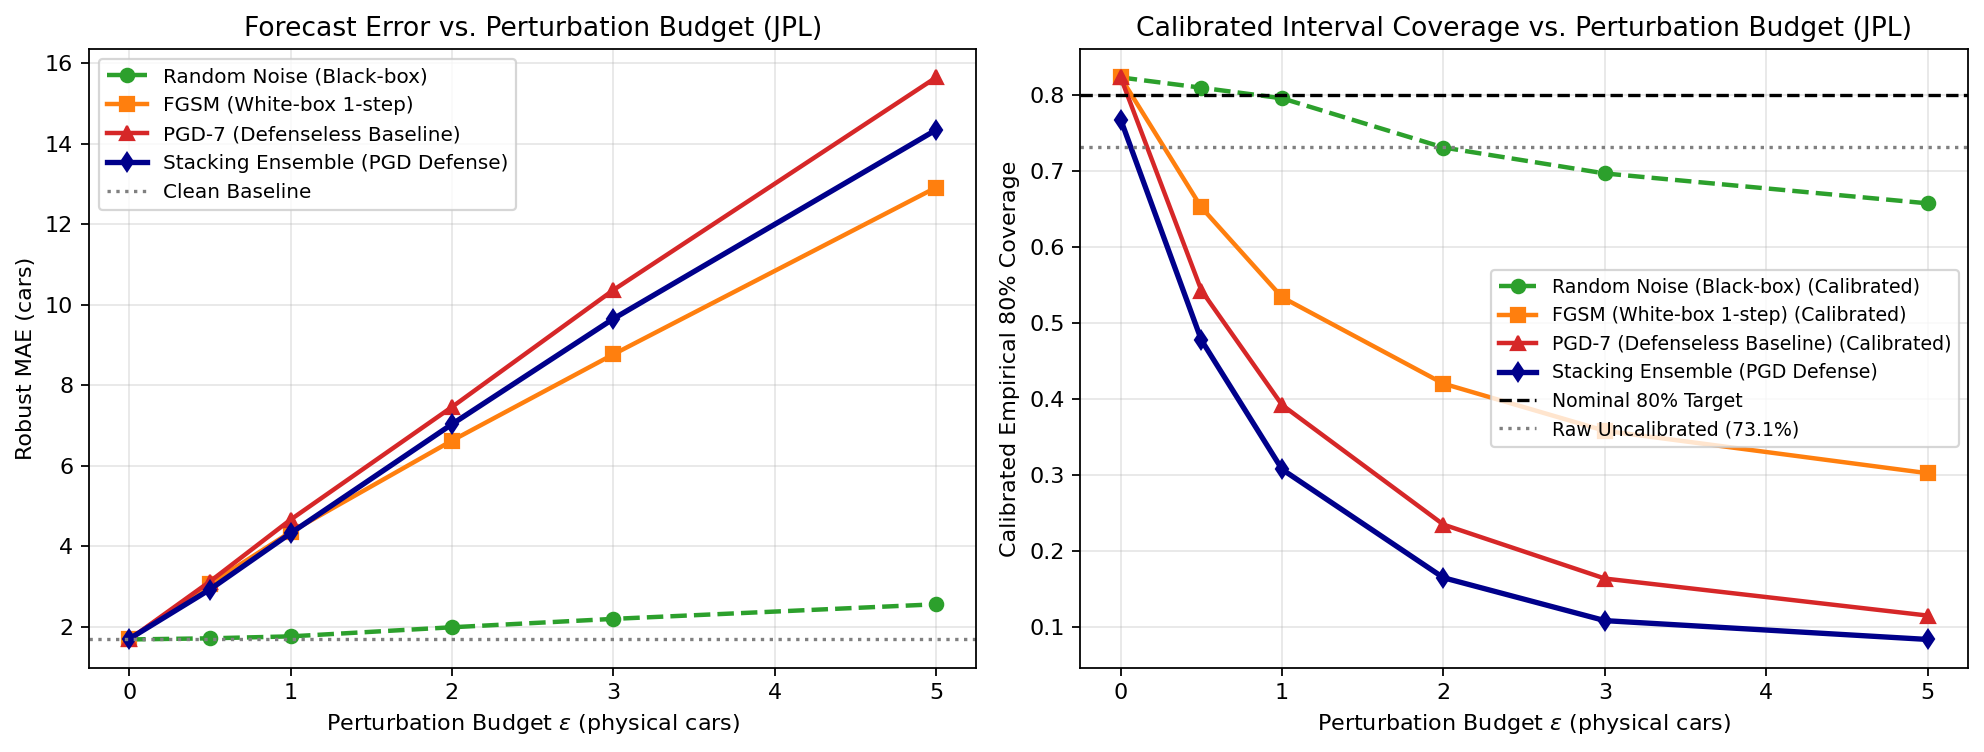 Forecast Error vs. Perturbation Budget (JPL)
Robust MAE (cars)
16
14
12
10
8
6
4
2
Random Noise (Black-box)
FGSM (White-box 1-step)
PGD-7 (Defenseless Baseline)
Stacking Ensemble (PGD Defense)
Clean Baseline
0 1 2 3 4 5
Perturbation Budget ε (physical cars)
Calibrated Interval Coverage vs. Perturbation Budget (JPL)
Calibrated Empirical 80% Coverage
0.8
0.7
0.6
0.5
0.4
0.3
0.2
0.1
Random Noise (Black-box) (Calibrated)
FGSM (White-box 1-step) (Calibrated)
PGD-7 (Defenseless Baseline) (Calibrated)
Stacking Ensemble (PGD Defense)
Nominal 80% Target
Raw Uncalibrated (73.1%)
0 1 2 3 4 5
Perturbation Budget ε (physical cars)